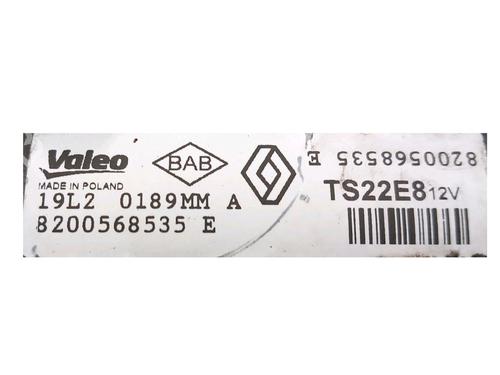 Valeo
MADE IN POLAND
BAB
19L2 0189MM A
8200568535 E
8200568535 E
TS22E8 12V